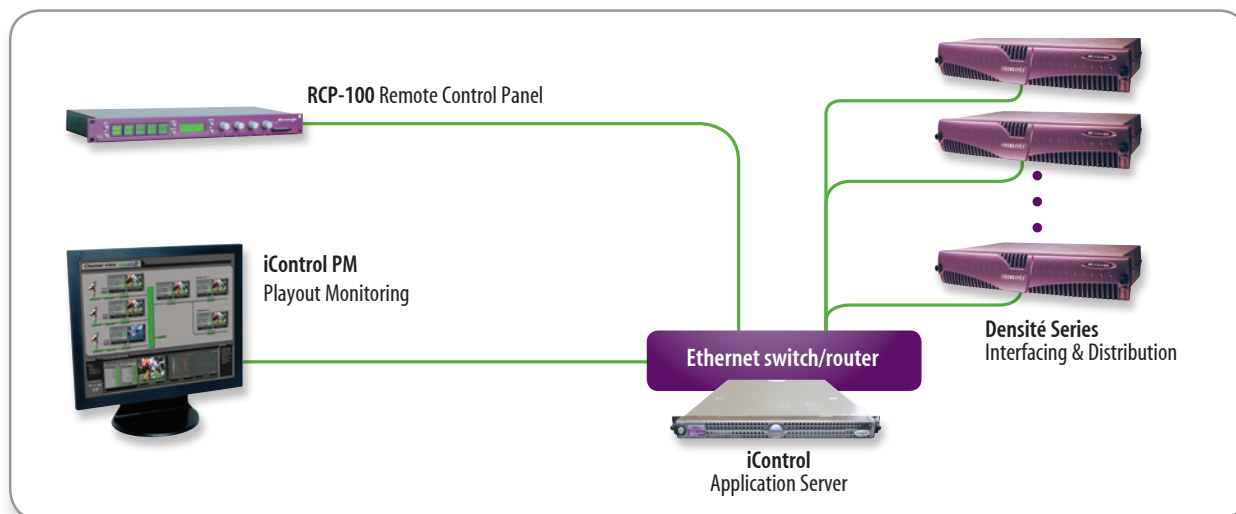 RCP-100 Remote Control Panel
iControl PM
Playout Monitoring
Densité Series
Interfacing & Distribution
Ethernet switch/router
iControl
Application Server